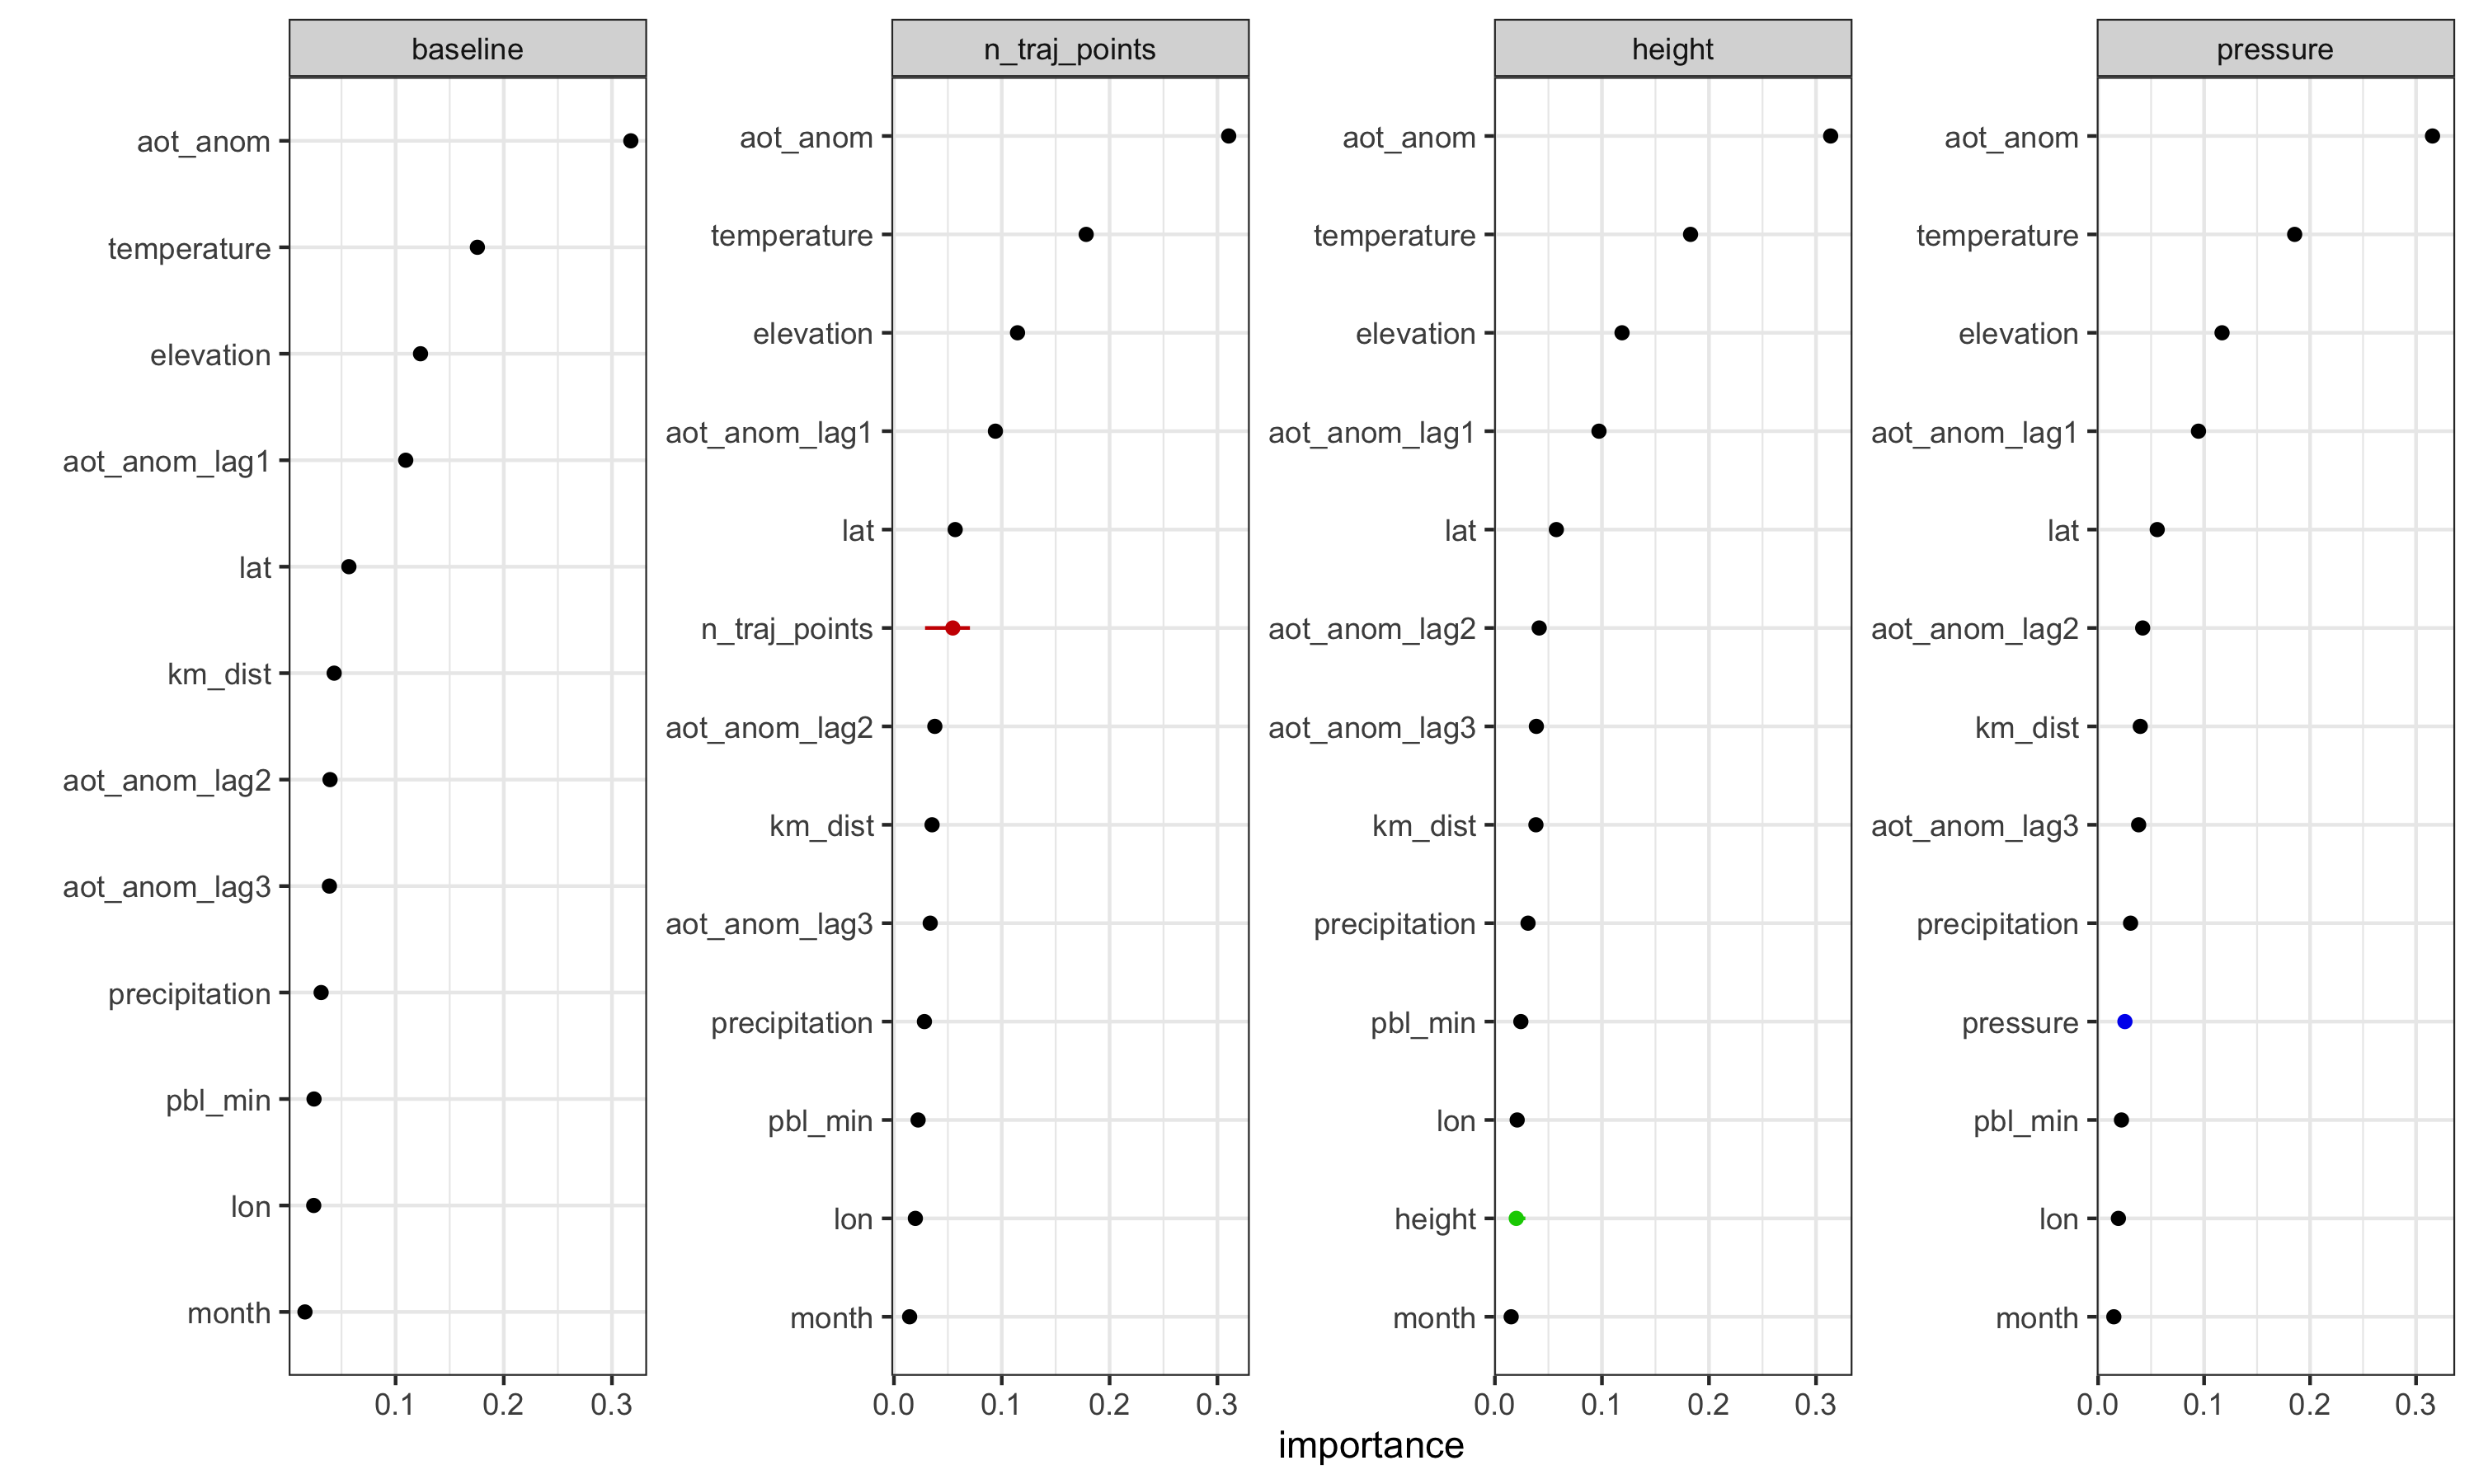 baseline
aot_anom
temperature
elevation
aot_anom_lag1
lat
km_dist
aot_anom_lag2
aot_anom_lag3
precipitation
pbl_min
lon
month
0.1 0.2 0.3
n_traj_points
aot_anom
temperature
elevation
aot_anom_lag1
lat
n_traj_points
aot_anom_lag2
km_dist
aot_anom_lag3
precipitation
pbl_min
lon
month
0.0 0.1 0.2 0.3
height
aot_anom
temperature
elevation
aot_anom_lag1
lat
aot_anom_lag2
aot_anom_lag3
km_dist
precipitation
pbl_min
lon
height
month
0.0 0.1 0.2 0.3
pressure
aot_anom
temperature
elevation
aot_anom_lag1
lat
aot_anom_lag2
km_dist
aot_anom_lag3
precipitation
pressure
pbl_min
lon
month
0.0 0.1 0.2 0.3
importance